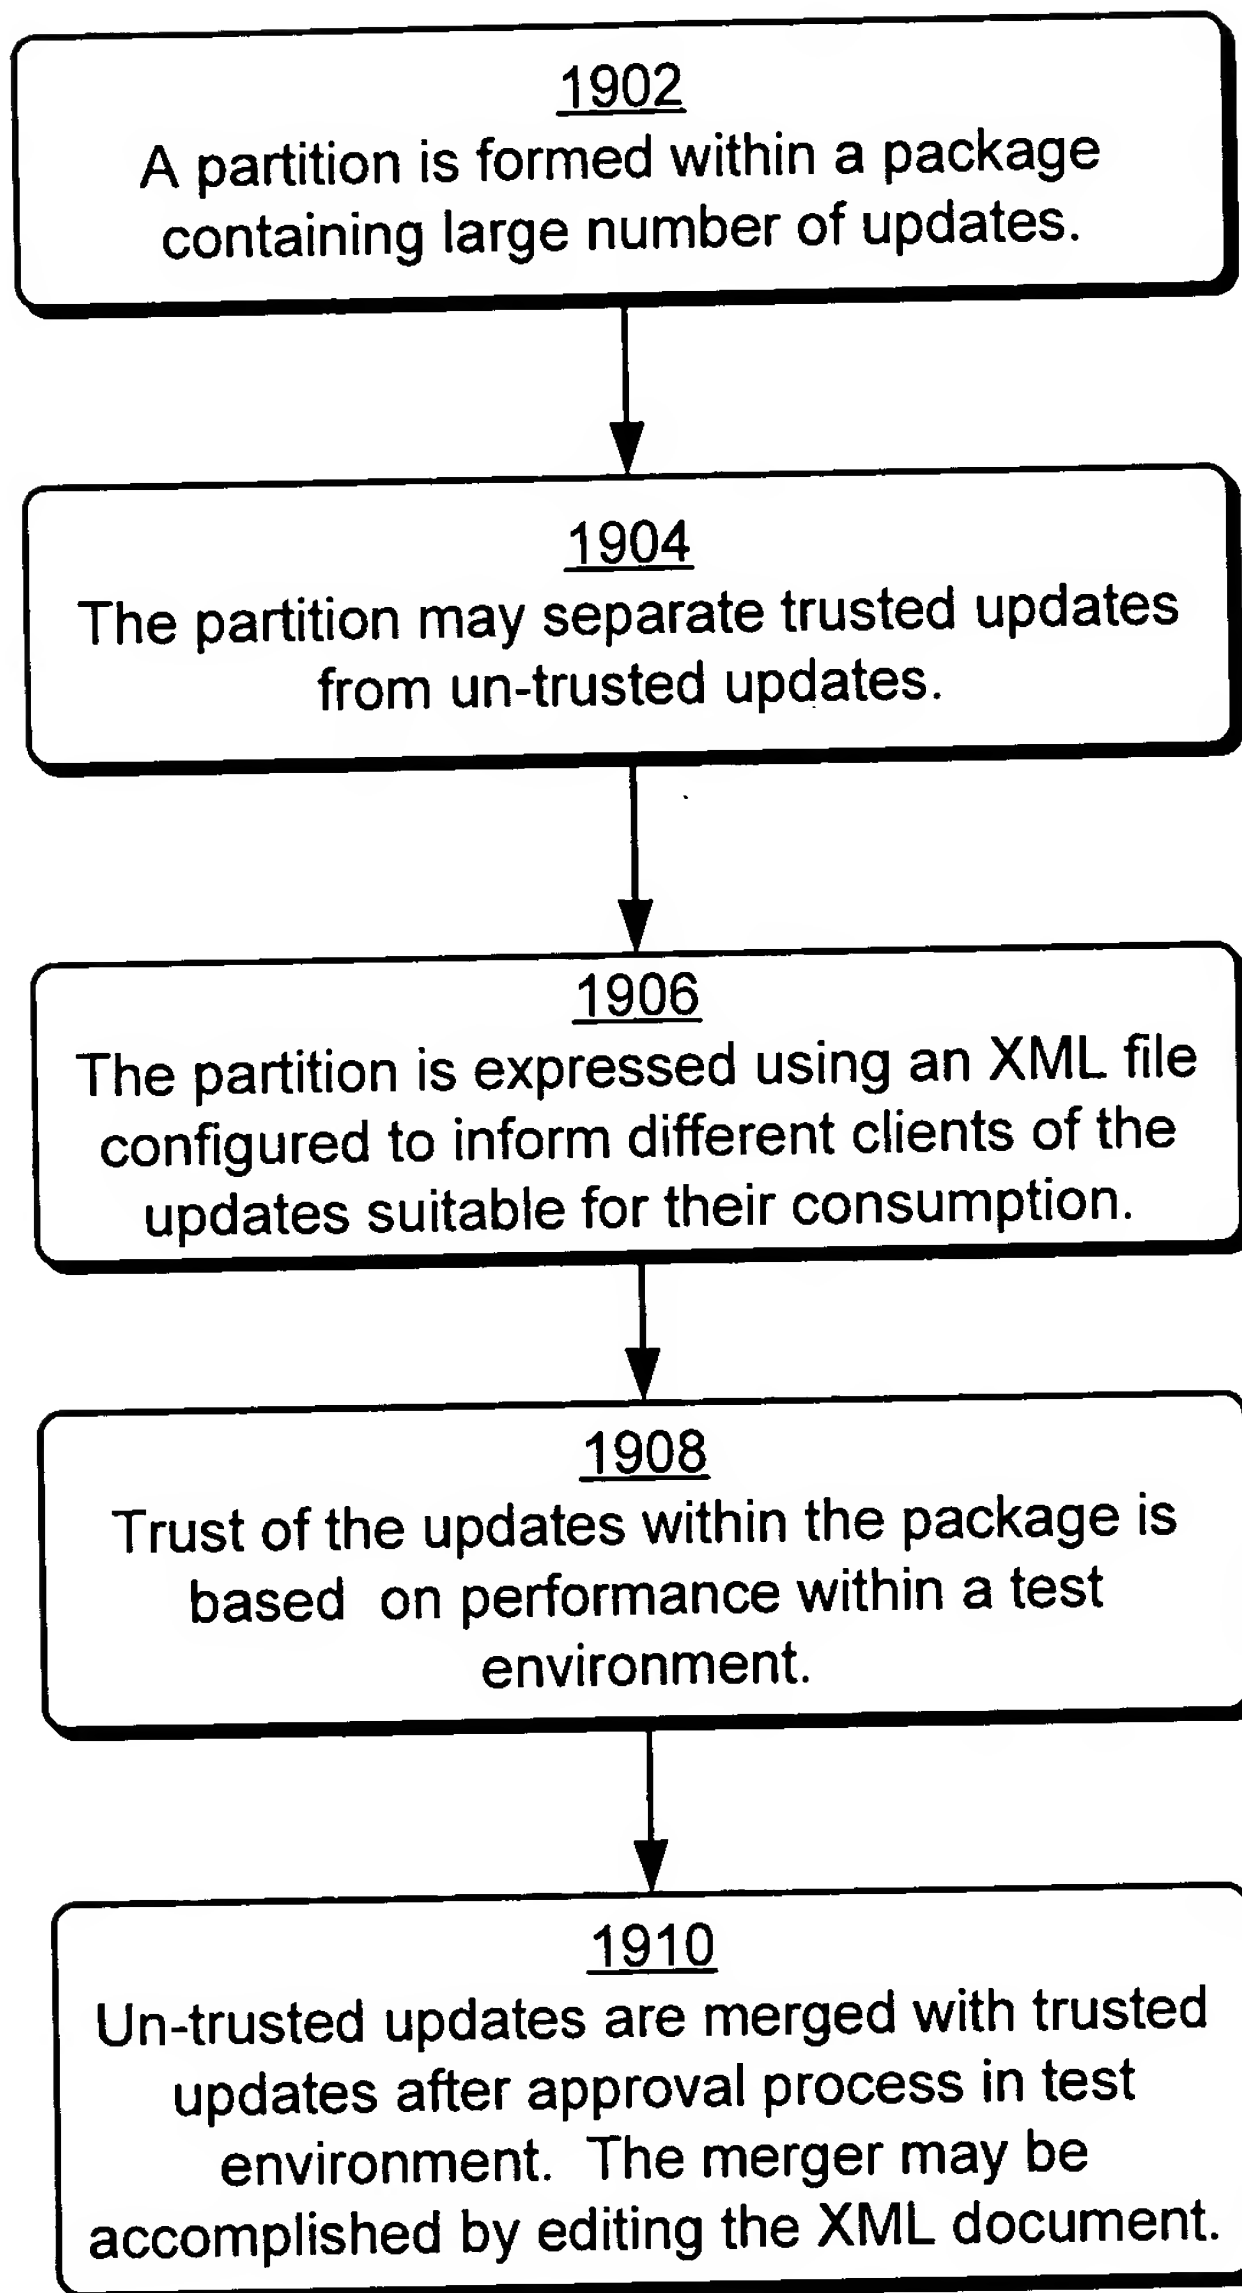 1902
A partition is formed within a package
containing large number of updates.
1904
The partition may separate trusted updates
from un-trusted updates.
1906
The partition is expressed using an XML file
configured to inform different clients of the
updates suitable for their consumption.
1908
Trust of the updates within the package is
based on performance within a test
environment.
1910
Un-trusted updates are merged with trusted
updates after approval process in test
environment. The merger may be
accomplished by editing the XML document.